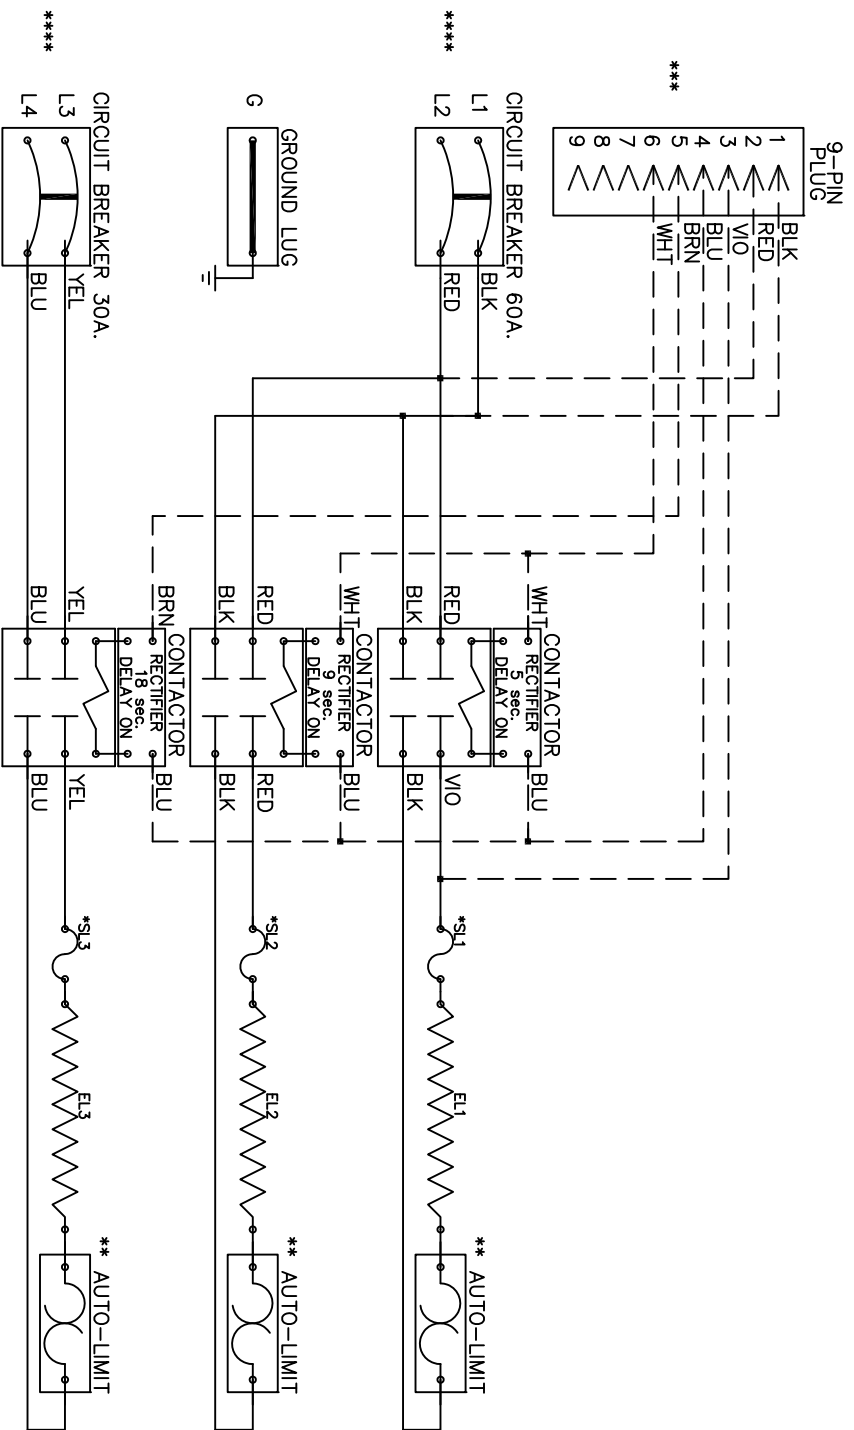 9-PIN
PLUG
***
1
2
3
4
5
6
7
8
9
BLK
RED
VIO
BLU
BRN
WHT
****
CIRCUIT BREAKER 60A.
L1
L2
BLK
RED
GROUND LUG
G
****
CIRCUIT BREAKER 30A.
L3
L4
YEL
BLU
CONTACTOR
WHT
RECTIFIER
5 sec.
DELAY ON
BLU
RED
BLK
VIO
BLK
*SL1
EL1
** AUTO-LIMIT
CONTACTOR
WHT
RECTIFIER
9 sec.
DELAY ON
BLU
RED
BLK
RED
BLK
*SL2
EL2
** AUTO-LIMIT
CONTACTOR
BRN
RECTIFIER
18 sec.
DELAY ON
BLU
YEL
BLU
YEL
BLU
*SL3
EL3
** AUTO-LIMIT